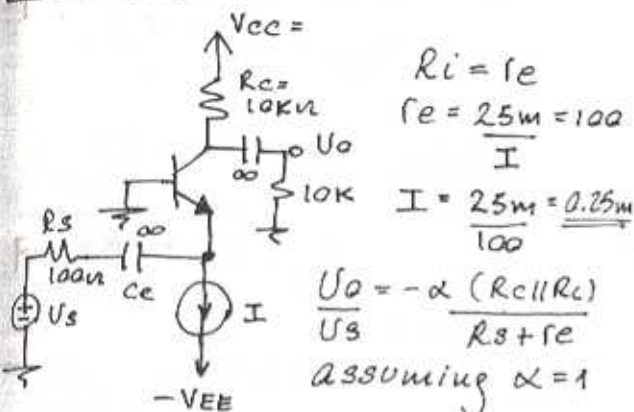 VCC =
RC =
10KΩ
∞
Uo
10K
RS
100Ω
∞
Ce
US
I
-VEE
Ri = re
re = 25m = 100
I
I = 25m = 0.25m
100
Uo = -α (Rc||RL)
US RS + re
assuming α = 1